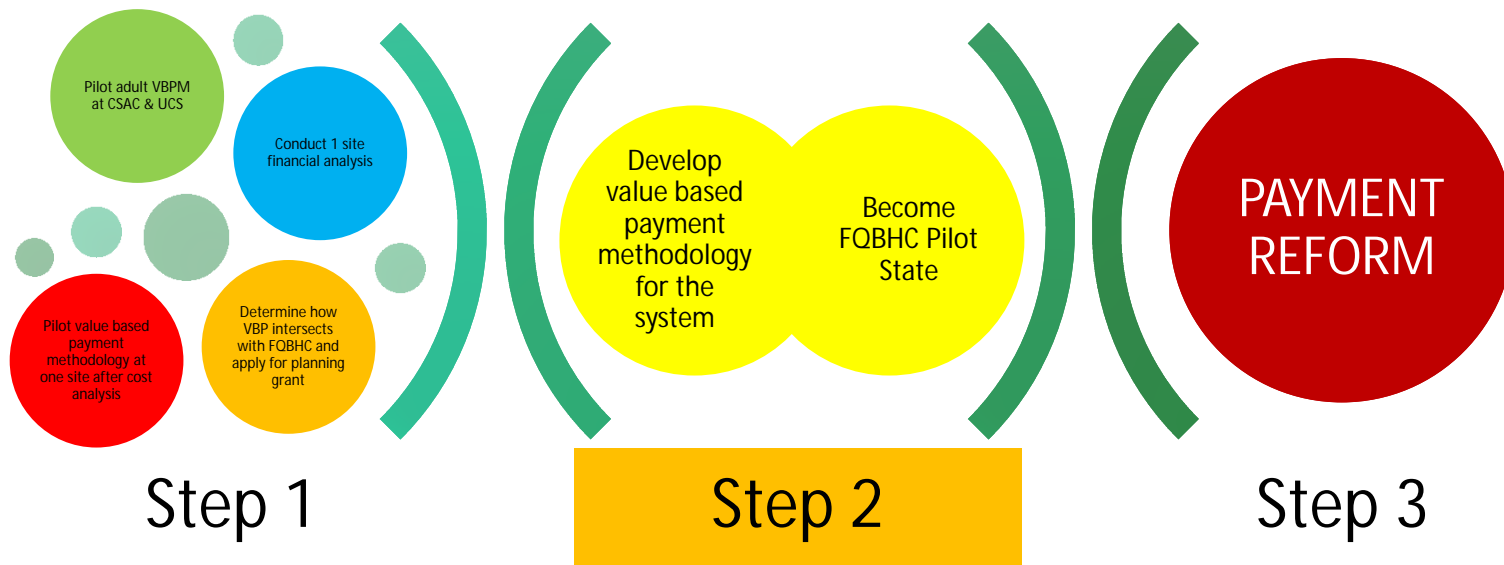 Pilot adult VBPM
at CSAC & UCS
Conduct 1 site
financial analysis
Pilot value based
payment
methodology at
one site after cost
analysis
Determine how
VBP intersects
with FQBHC and
apply for planning
grant
Step 1
Develop
value based
payment
methodology
for the
system
Become
FQBHC Pilot
State
Step 2
PAYMENT
REFORM
Step 3